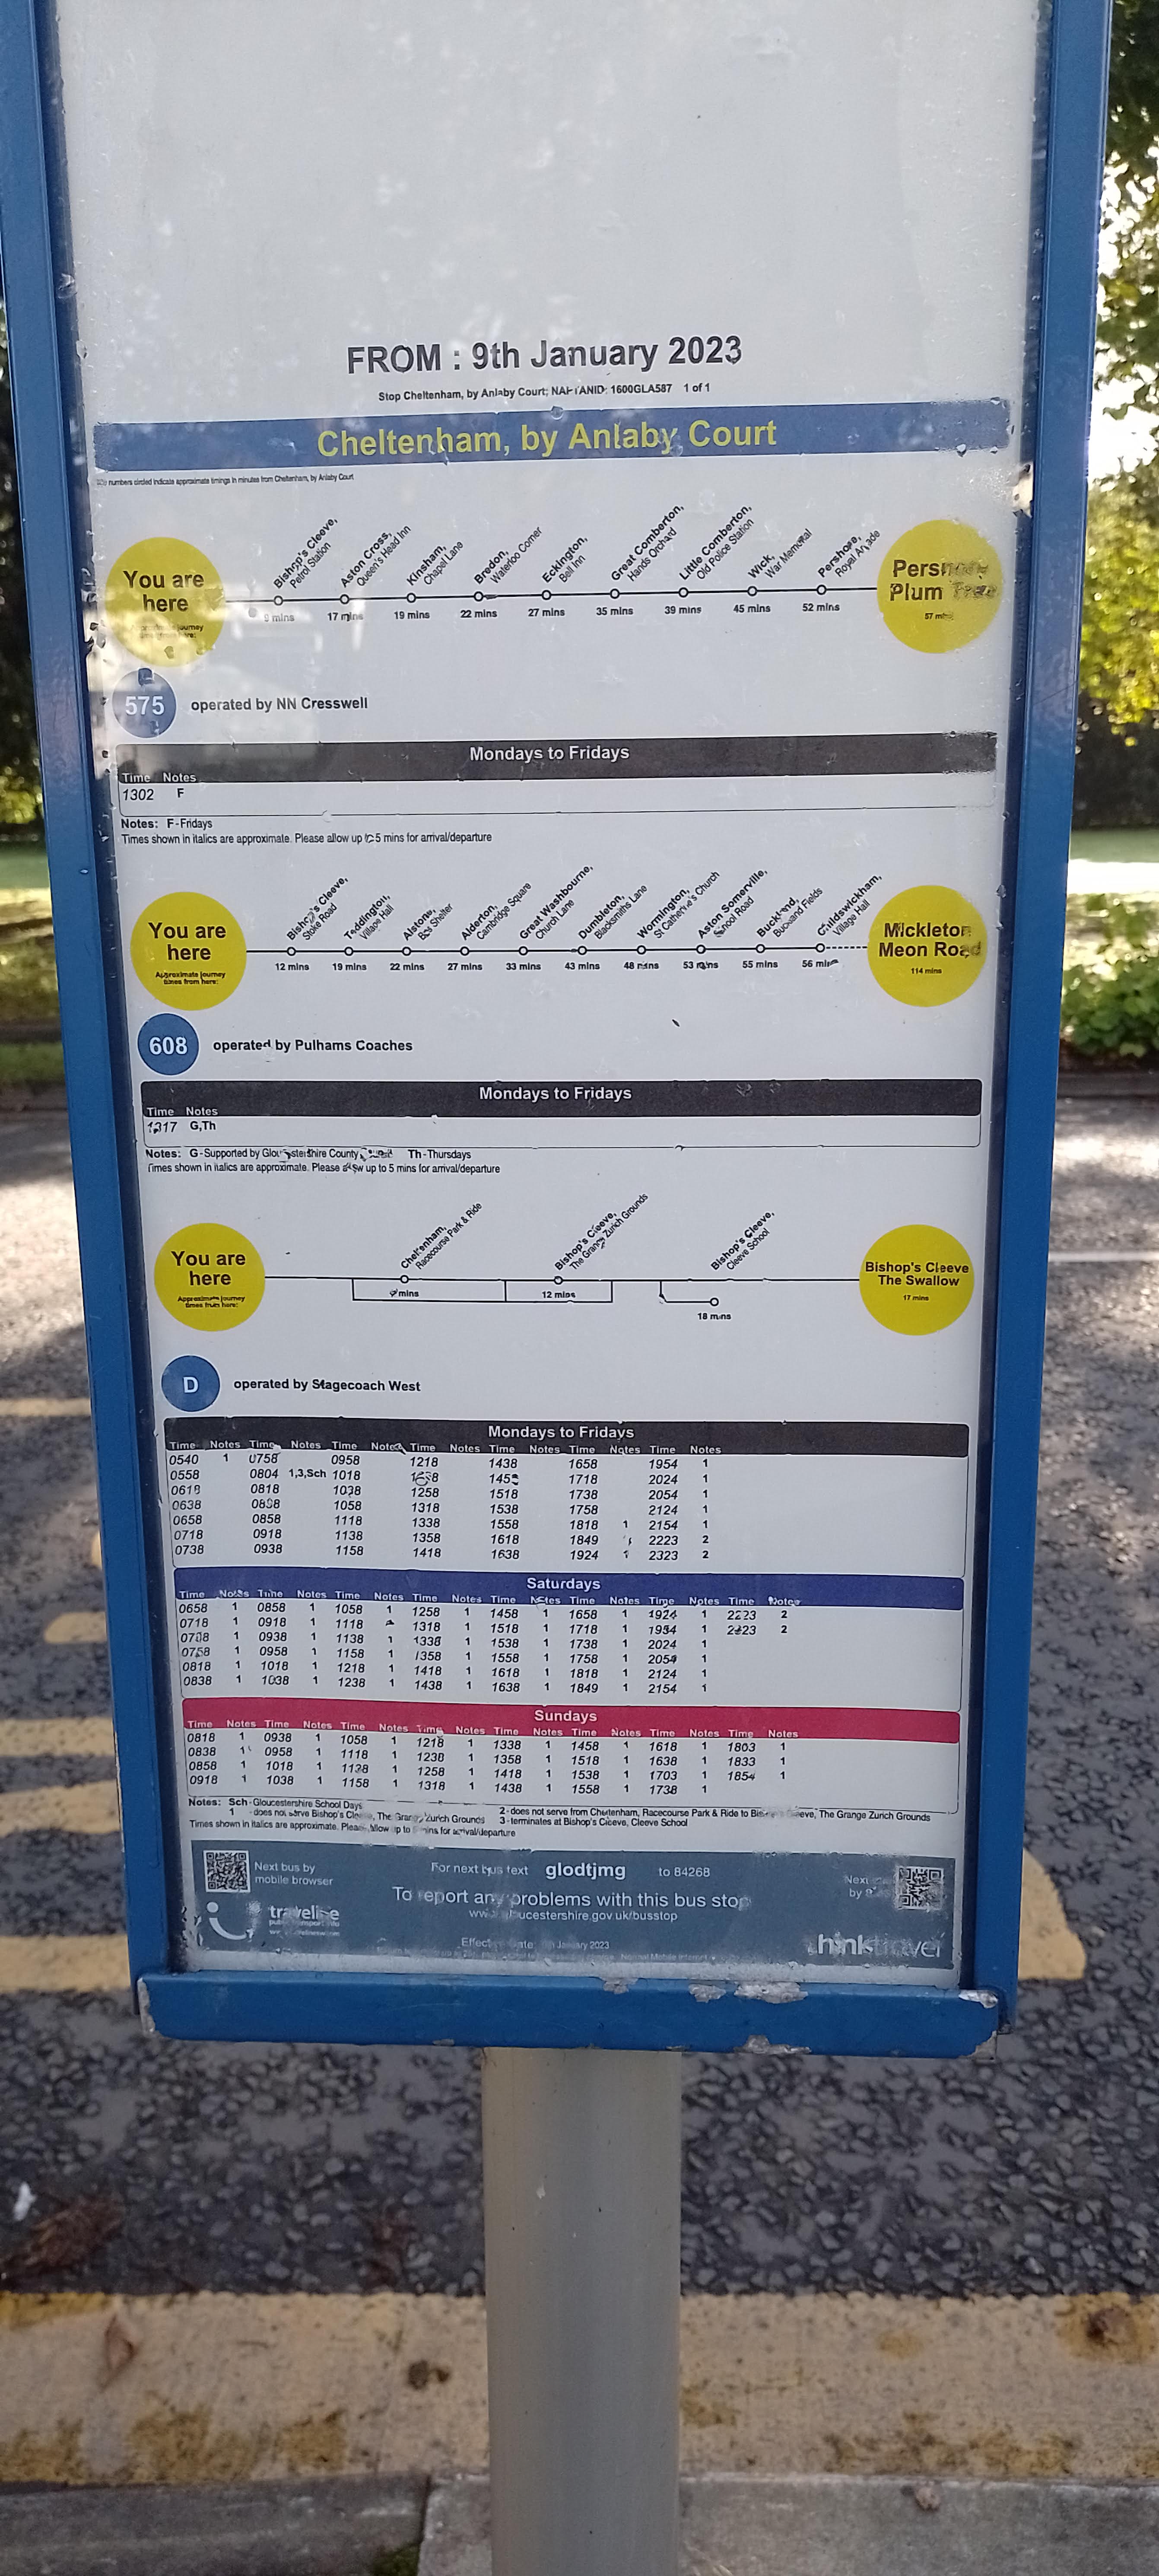 FROM : 9th January 2023
Stop Cheltenham, by Anlaby Court; NAPTANID: 1600GLA587 1 of 1
Cheltenham, by Anlaby Court
numbers circled indicate approximate timings in minutes from Cheltenham, by Anlaby Court
You are here
Bishop's Cleeve, Petrol Station
Aston Cross, Queen's Head Inn
Kinsham, Chapel Lane
Bredon, Waterloo Corner
Eckington, Bell Inn
Great Comberton, Hands Orchard
Little Comberton, Old Police Station
Wick, War Memorial
Pershore, Royal Arcade
Pershore Plum Tree
9 mins 17 mins 19 mins 22 mins 27 mins 35 mins 39 mins 45 mins 52 mins 57 mins
575 operated by NN Cresswell
Mondays to Fridays
Time Notes
1302 F
Notes: F-Fridays
Times shown in italics are approximate. Please allow up to 5 mins for arrival/departure
You are here
Approximate journey times from here:
Bishop's Cleeve, Stoke Road
Teddington, Village Hall
Alstone, Bus Shelter
Alderton, Cambridge Square
Great Washbourne, Church Lane
Dumbleton, Blacksmiths Lane
Wormington, St Catherine's Church
Aston Somerville, School Road
Buckland, Buckland Fields
Childswickham, Village Hall
Mickleton Meon Road
12 mins 19 mins 22 mins 27 mins 33 mins 43 mins 48 mins 53 mins 55 mins 56 mins 114 mins
608 operated by Pulhams Coaches
Mondays to Fridays
Time Notes
G,Th
Notes: G-Supported by Gloucestershire County Council Th-Thursdays
Times shown in italics are approximate. Please allow up to 5 mins for arrival/departure
You are here
Approximate journey times from here:
Cheltenham, Racecourse Park & Ride
Bishop's Cleeve, The Grange Zurich Grounds
Bishop's Cleeve, Cleeve School
Bishop's Cleeve The Swallow
17 mins
mins 12 mins
18 mins
D operated by Stagecoach West
Mondays to Fridays
Time Notes Time Notes Time Notes Time Notes Time Notes Time Notes Time Notes
0540 1 0758 0958 1218 1438 1658 1954 1
0558 0804 1,3,Sch 1018 1458 1718 2024 1
0618 0818 1038 1258 1518 1738 2054 1
0638 0838 1058 1318 1538 1758 2124 1
0658 0858 1118 1338 1558 1818 1 2154 1
0718 0918 1138 1358 1618 1849 1 2223 2
0738 0938 1158 1418 1638 1924 1 2323 2
Saturdays
Time Notes Time Notes Time Notes Time Notes Time Notes Time Notes Time Notes Time Notes
0658 1 0858 1 1058 1 1258 1 1458 1 1658 1 1924 1 2223 2
0718 1 0918 1 1118 1318 1 1518 1 1718 1 1954 1 2
1 0938 1 1138 1 1338 1 1538 1 1738 1 2024 1
0758 1 0958 1 1158 1 1358 1 1558 1 1758 1 2054 1
0818 1 1018 1 1218 1 1418 1 1618 1 1818 1 2124 1
0838 1 1038 1 1238 1 1438 1 1638 1 1849 1 2154 1
Sundays
Time Notes Time Notes Time Notes Time Notes Time Notes Time Notes Time Notes Time Notes
0818 1 0938 1 1058 1 1218 1 1338 1 1458 1 1618 1 1803 1
0838 1 0958 1 1118 1 1238 1 1358 1 1518 1 1638 1 1833 1
0858 1 1018 1 1138 1 1258 1 1418 1 1538 1 1703 1 1854 1
0918 1 1038 1 1158 1 1318 1 1438 1 1558 1 1738 1
Notes: Sch-Gloucestershire School Days
1 -does not serve Bishop's Cleeve, The Grange Zurich Grounds 2-does not serve from Cheltenham, Racecourse Park & Ride to Bishop's Cleeve, The Grange Zurich Grounds
3-terminates at Bishop's Cleeve, Cleeve School
Times shown in italics are approximate. Please allow up to mins for arrival/departure
Next bus by mobile browser
For next bus text glodtjmg to 84268
Next by
To report any problems with this bus stop
www.gloucestershire.gov.uk/busstop
traveline
Effective Date: January 2023
thinktravel